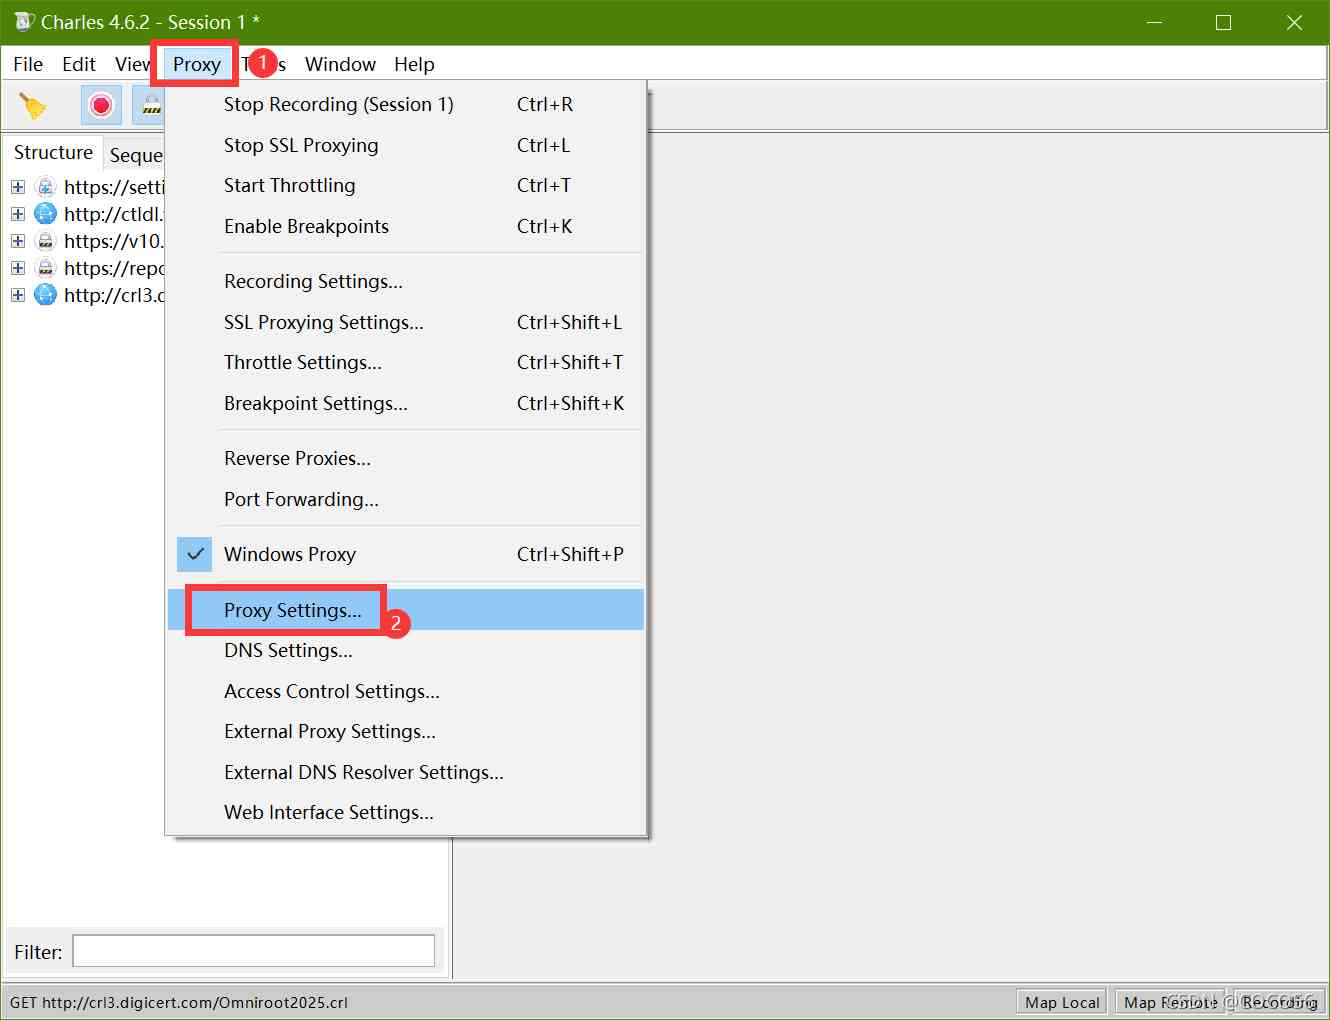 Charles 4.6.2 - Session 1 *
File Edit View Proxy 1 Window Help
Stop Recording (Session 1) Ctrl+R
Stop SSL Proxying Ctrl+L
Start Throttling Ctrl+T
Enable Breakpoints Ctrl+K
Recording Settings...
SSL Proxying Settings... Ctrl+Shift+L
Throttle Settings... Ctrl+Shift+T
Breakpoint Settings... Ctrl+Shift+K
Reverse Proxies...
Port Forwarding...
Windows Proxy Ctrl+Shift+P
Proxy Settings... 2
DNS Settings...
Access Control Settings...
External Proxy Settings...
External DNS Resolver Settings...
Web Interface Settings...
Structure Seque
https://setti
http://ctldl.
https://v10.
https://repo
http://crl3.c
Filter:
GET http://crl3.digicert.com/Omniroot2025.crl
Map Local Map Remote Recording